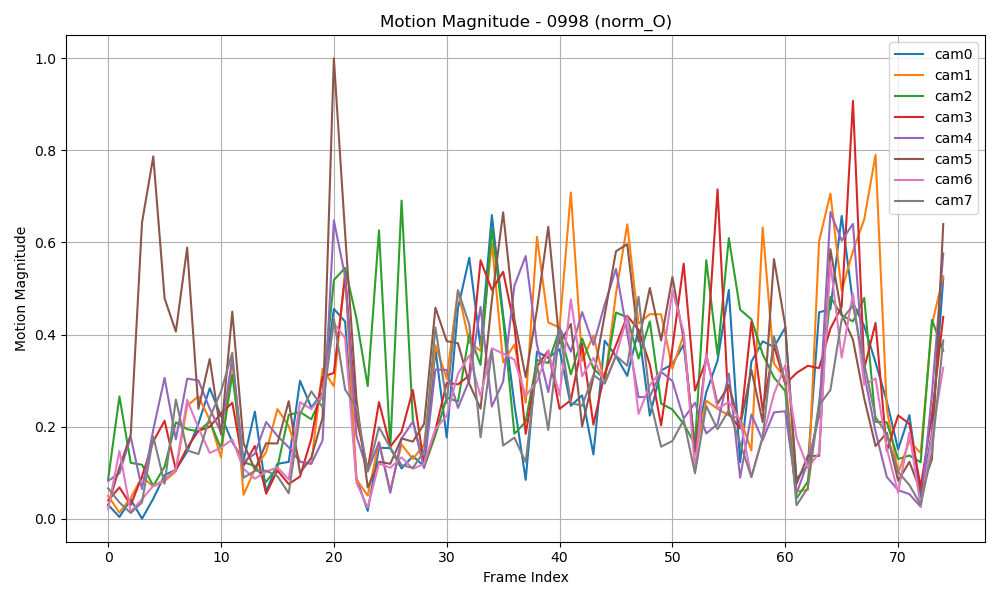 Motion Magnitude - 0998 (norm_O)
Motion Magnitude
1.0
0.8
0.6
0.4
0.2
0.0
0 10 20 30 40 50 60 70
Frame Index
cam0
cam1
cam2
cam3
cam4
cam5
cam6
cam7